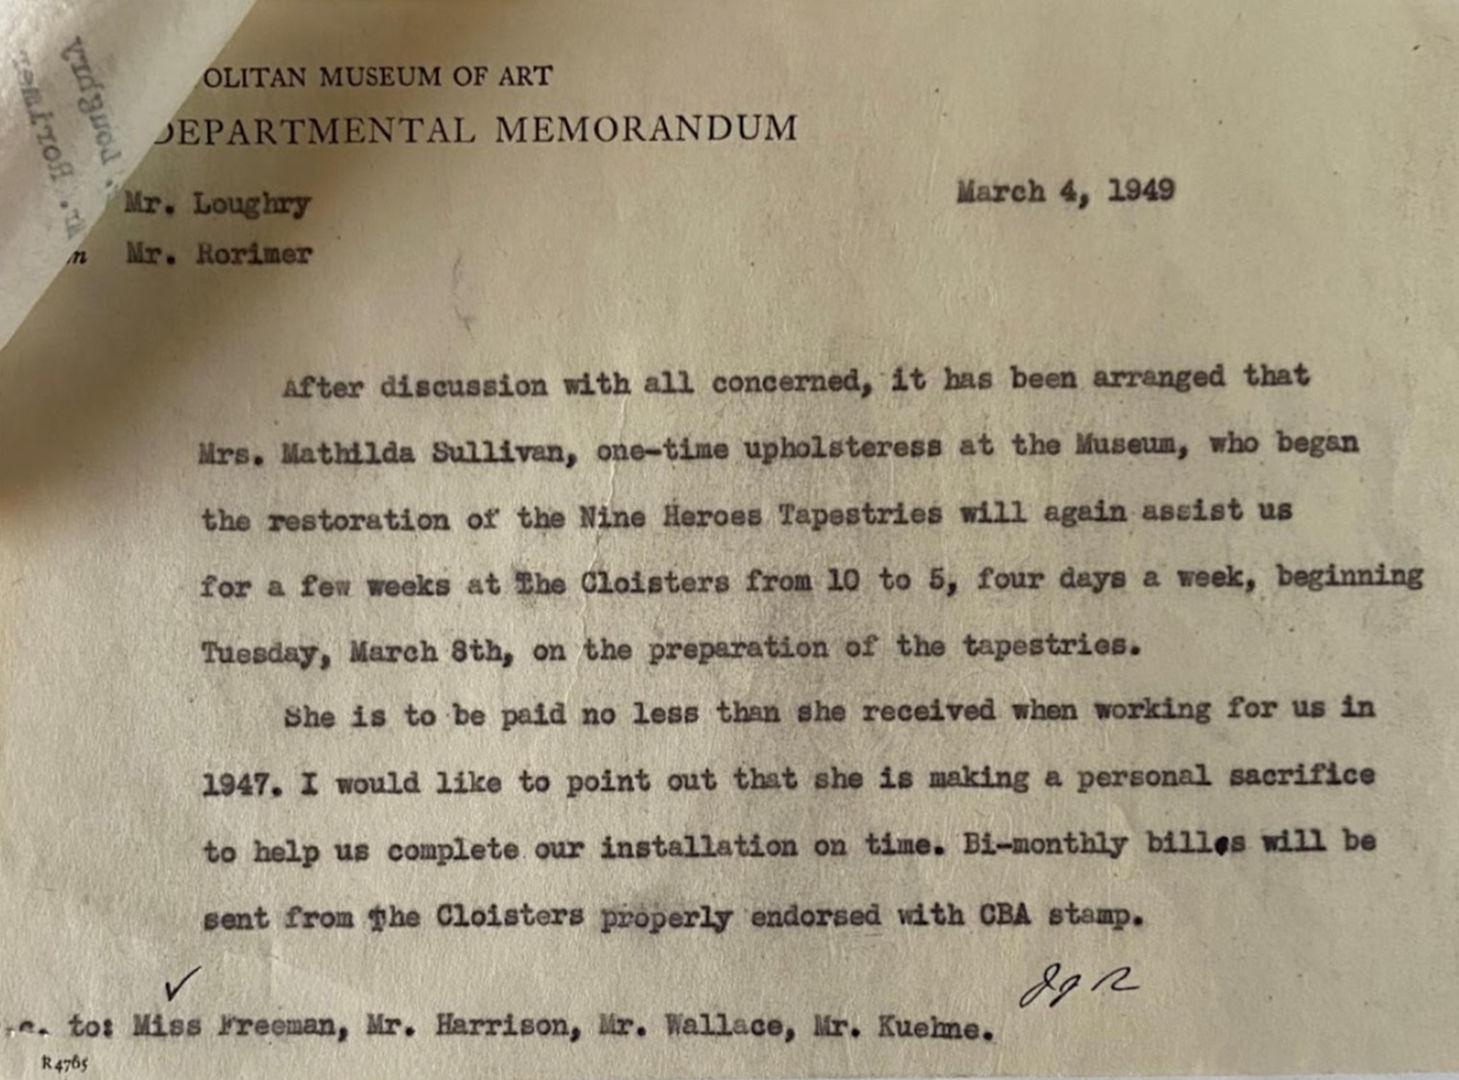 OLITAN MUSEUM OF ART
DEPARTMENTAL MEMORANDUM
Mr. Loughry
March 4, 1949
Mr. Rorimer
After discussion with all concerned, it has been arranged that
Mrs. Mathilda Sullivan, one-time upholsteress at the Museum, who began
the restoration of the Nine Heroes Tapestries will again assist us
for a few weeks at The Cloisters from 10 to 5, four days a week, beginning
Tuesday, March 8th, on the preparation of the tapestries.
She is to be paid no less than she received when working for us in
1947. I would like to point out that she is making a personal sacrifice
to help us complete our installation on time. Bi-monthly bills will be
sent from The Cloisters properly endorsed with CBA stamp.
JJR
to: Miss Freeman, Mr. Harrison, Mr. Wallace, Mr. Kuehne.
R4765